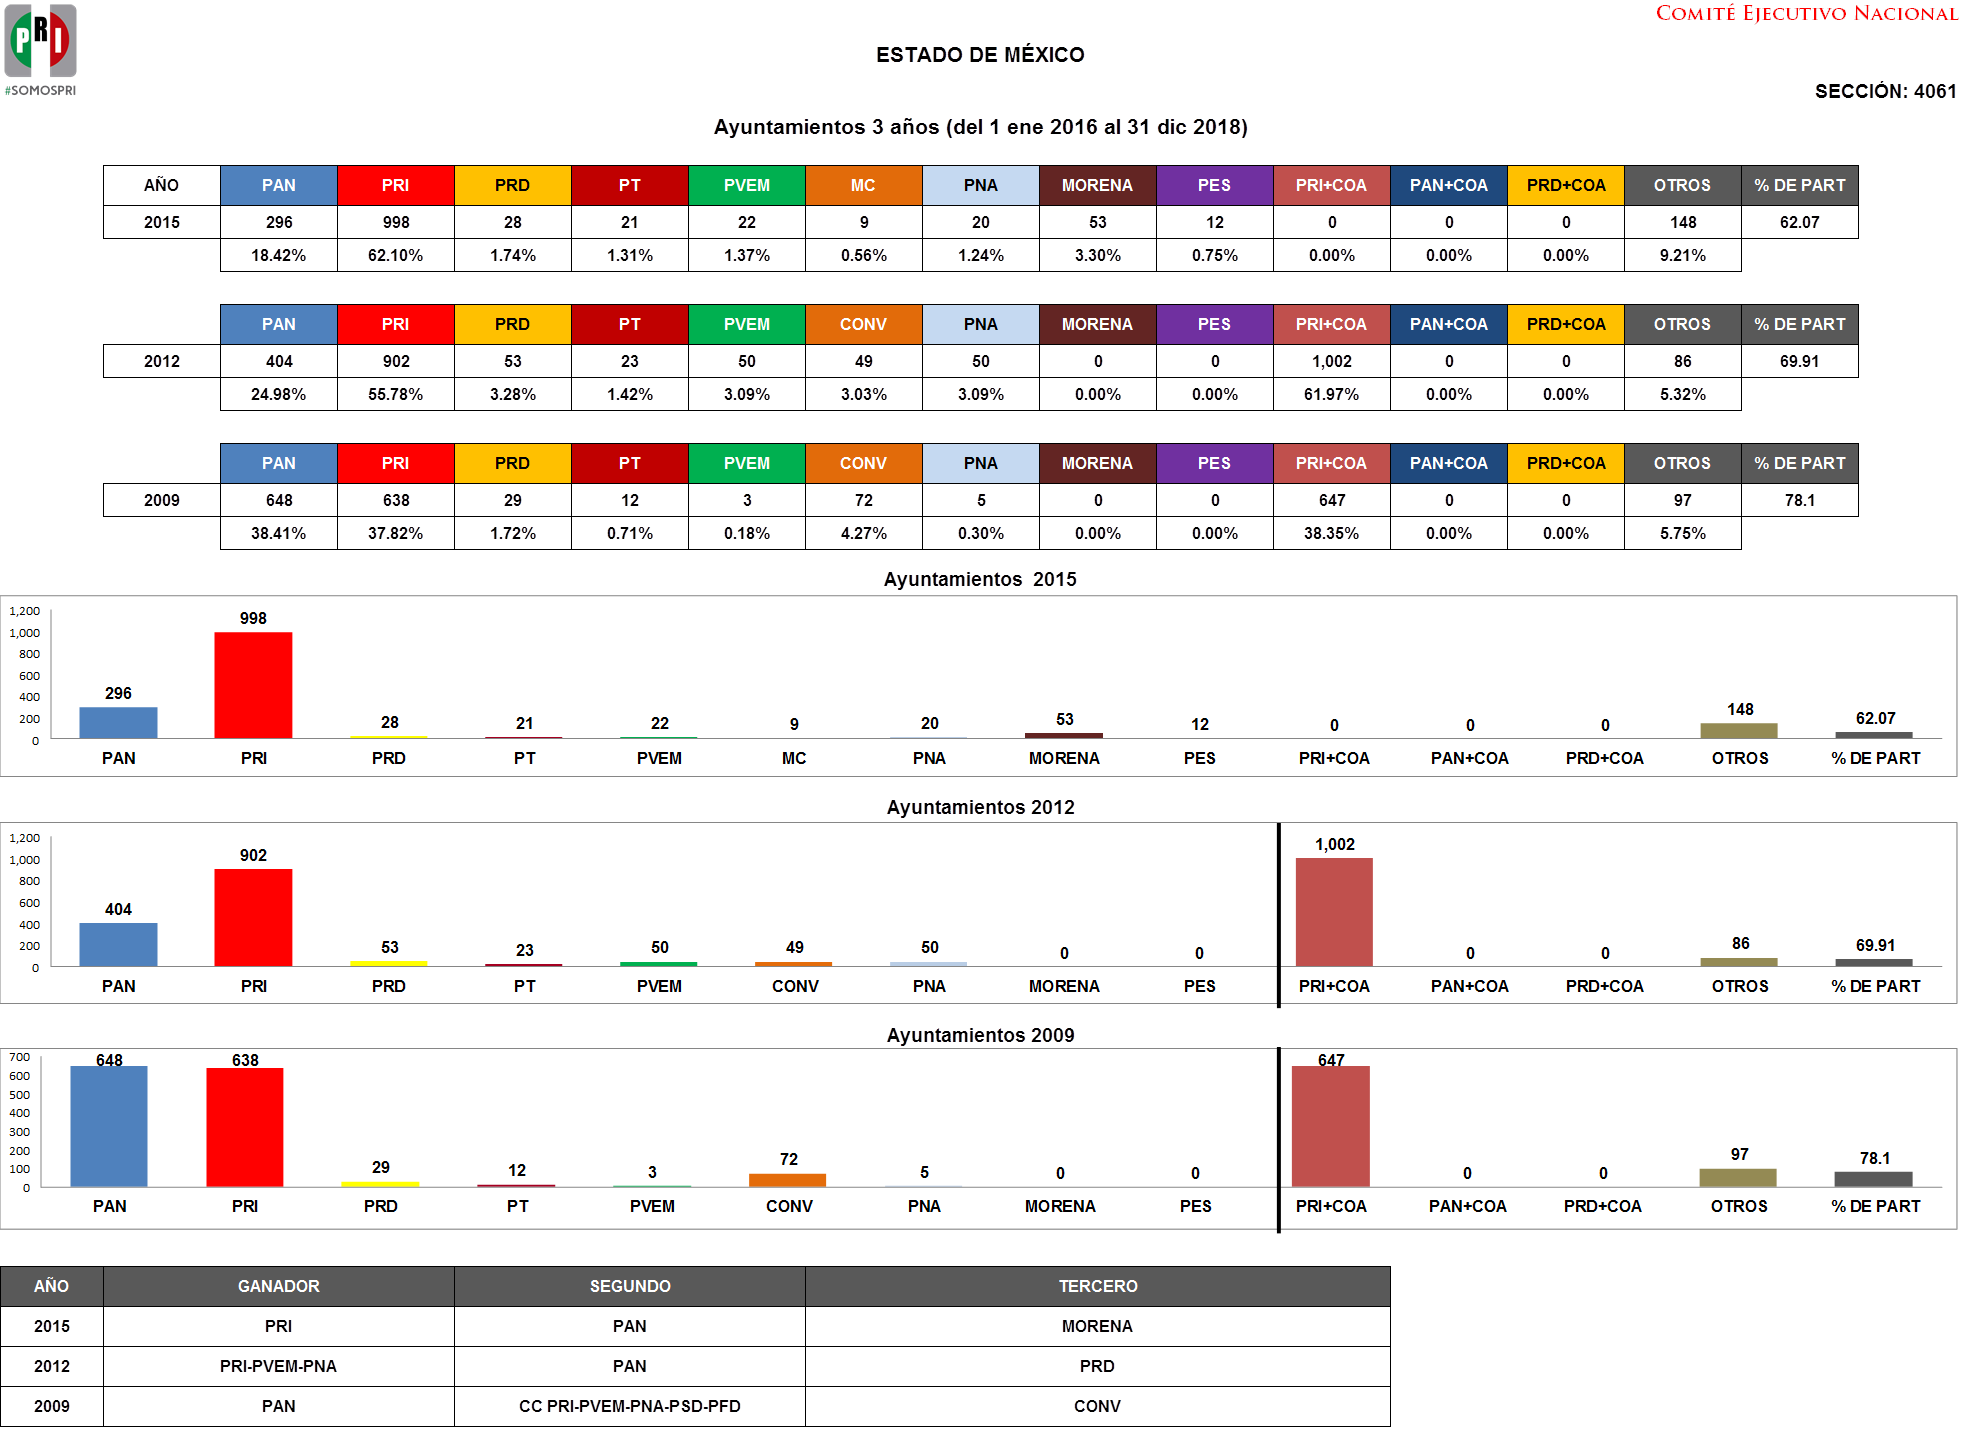 PRI
#SOMOSPRI
COMITÉ EJECUTIVO NACIONAL
ESTADO DE MÉXICO
SECCIÓN: 4061
Ayuntamientos 3 años (del 1 ene 2016 al 31 dic 2018)
AÑO PAN PRI PRD PT PVEM MC PNA MORENA PES PRI+COA PAN+COA PRD+COA OTROS % DE PART
2015 296 998 28 21 22 9 20 53 12 0 0 0 148 62.07
18.42% 62.10% 1.74% 1.31% 1.37% 0.56% 1.24% 3.30% 0.75% 0.00% 0.00% 0.00% 9.21%
PAN PRI PRD PT PVEM CONV PNA MORENA PES PRI+COA PAN+COA PRD+COA OTROS % DE PART
2012 404 902 53 23 50 49 50 0 0 1,002 0 0 86 69.91
24.98% 55.78% 3.28% 1.42% 3.09% 3.03% 3.09% 0.00% 0.00% 61.97% 0.00% 0.00% 5.32%
PAN PRI PRD PT PVEM CONV PNA MORENA PES PRI+COA PAN+COA PRD+COA OTROS % DE PART
2009 648 638 29 12 3 72 5 0 0 647 0 0 97 78.1
38.41% 37.82% 1.72% 0.71% 0.18% 4.27% 0.30% 0.00% 0.00% 38.35% 0.00% 0.00% 5.75%
Ayuntamientos 2015
1,200
1,000
800
600
400
200
0
296 998 28 21 22 9 20 53 12 0 0 0 148 62.07
PAN PRI PRD PT PVEM MC PNA MORENA PES PRI+COA PAN+COA PRD+COA OTROS % DE PART
Ayuntamientos 2012
1,200
1,000
800
600
400
200
0
404 902 53 23 50 49 50 0 0 1,002 0 0 86 69.91
PAN PRI PRD PT PVEM CONV PNA MORENA PES PRI+COA PAN+COA PRD+COA OTROS % DE PART
Ayuntamientos 2009
700
600
500
400
300
200
100
0
648 638 29 12 3 72 5 0 0 647 0 0 97 78.1
PAN PRI PRD PT PVEM CONV PNA MORENA PES PRI+COA PAN+COA PRD+COA OTROS % DE PART
AÑO GANADOR SEGUNDO TERCERO
2015 PRI PAN MORENA
2012 PRI-PVEM-PNA PAN PRD
2009 PAN CC PRI-PVEM-PNA-PSD-PFD CONV